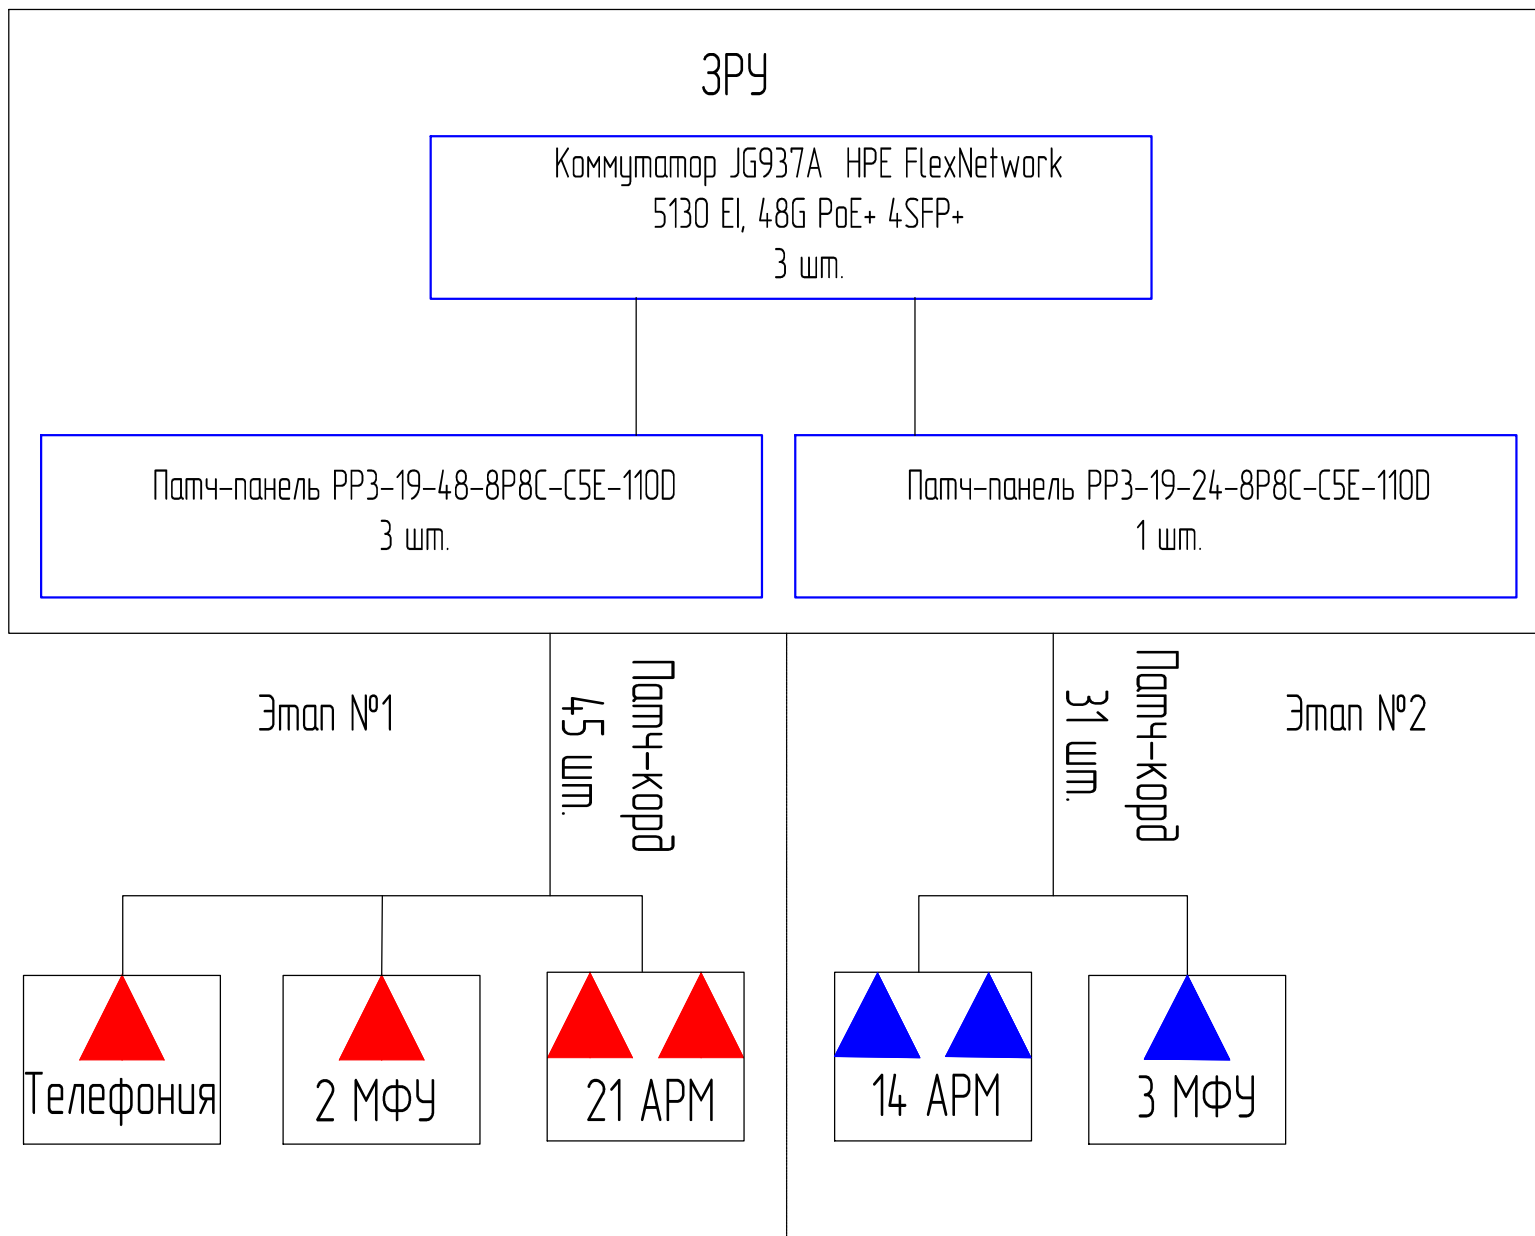 ЗРУ
Коммутатор JG937A HPE FlexNetwork
5130 EI, 48G PoE+ 4SFP+
3 шт.
Патч-панель PP3-19-48-8P8C-C5E-110D
3 шт.
Патч-панель PP3-19-24-8P8C-C5E-110D
1 шт.
Этап №1
Патч-корд
45 шт.
Патч-корд
31 шт.
Этап №2
Телефония
2 МФУ
21 АРМ
14 АРМ
3 МФУ